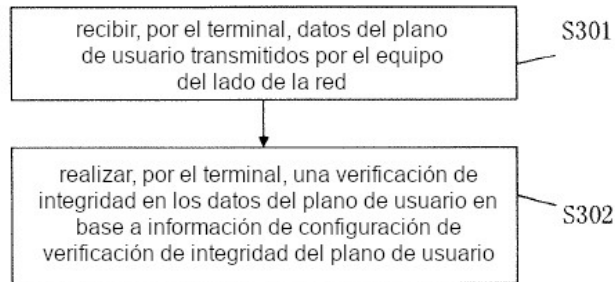 recibir, por el terminal, datos del plano
de usuario transmitidos por el equipo
del lado de la red
S301
realizar, por el terminal, una verificación de
integridad en los datos del plano de usuario en
base a información de configuración de
verificación de integridad del plano de usuario
S302